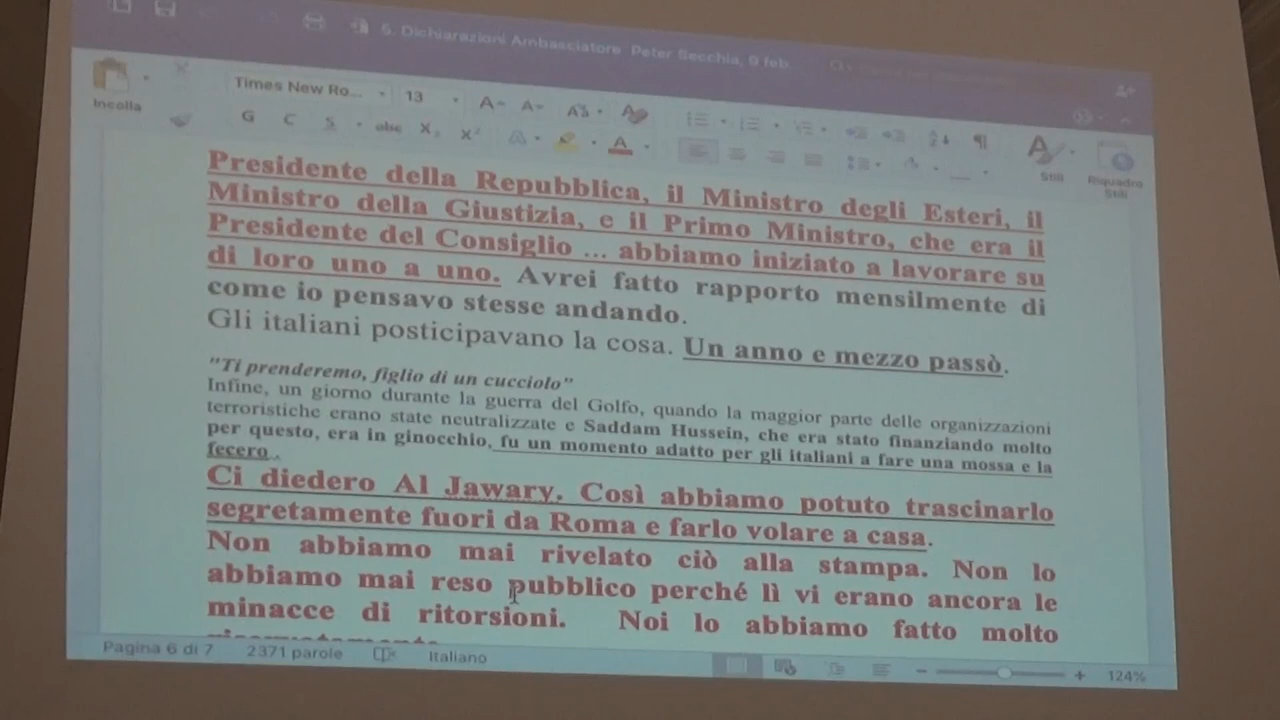 5. Dichiarazioni Ambasciatore Peter Secchia, 9 feb
Incolla
Times New Ro...
13
G C S abc X₂ X²
Stili
Riquadro
Stili
Presidente della Repubblica, il Ministro degli Esteri, il
Ministro della Giustizia, e il Primo Ministro, che era il
Presidente del Consiglio ... abbiamo iniziato a lavorare su
di loro uno a uno. Avrei fatto rapporto mensilmente di
come io pensavo stesse andando.
Gli italiani posticipavano la cosa. Un anno e mezzo passò.
"Ti prenderemo, figlio di un cucciolo"
Infine, un giorno durante la guerra del Golfo, quando la maggior parte delle organizzazioni
terroristiche erano state neutralizzate e Saddam Hussein, che era stato finanziando molto
per questo, era in ginocchio, fu un momento adatto per gli italiani a fare una mossa e la
fecero .
Ci diedero Al Jawary. Così abbiamo potuto trascinarlo
segretamente fuori da Roma e farlo volare a casa.
Non abbiamo mai rivelato ciò alla stampa. Non lo
abbiamo mai reso pubblico perché lì vi erano ancora le
minacce di ritorsioni. Noi lo abbiamo fatto molto
Pagina 6 di 7 2371 parole Italiano 124%